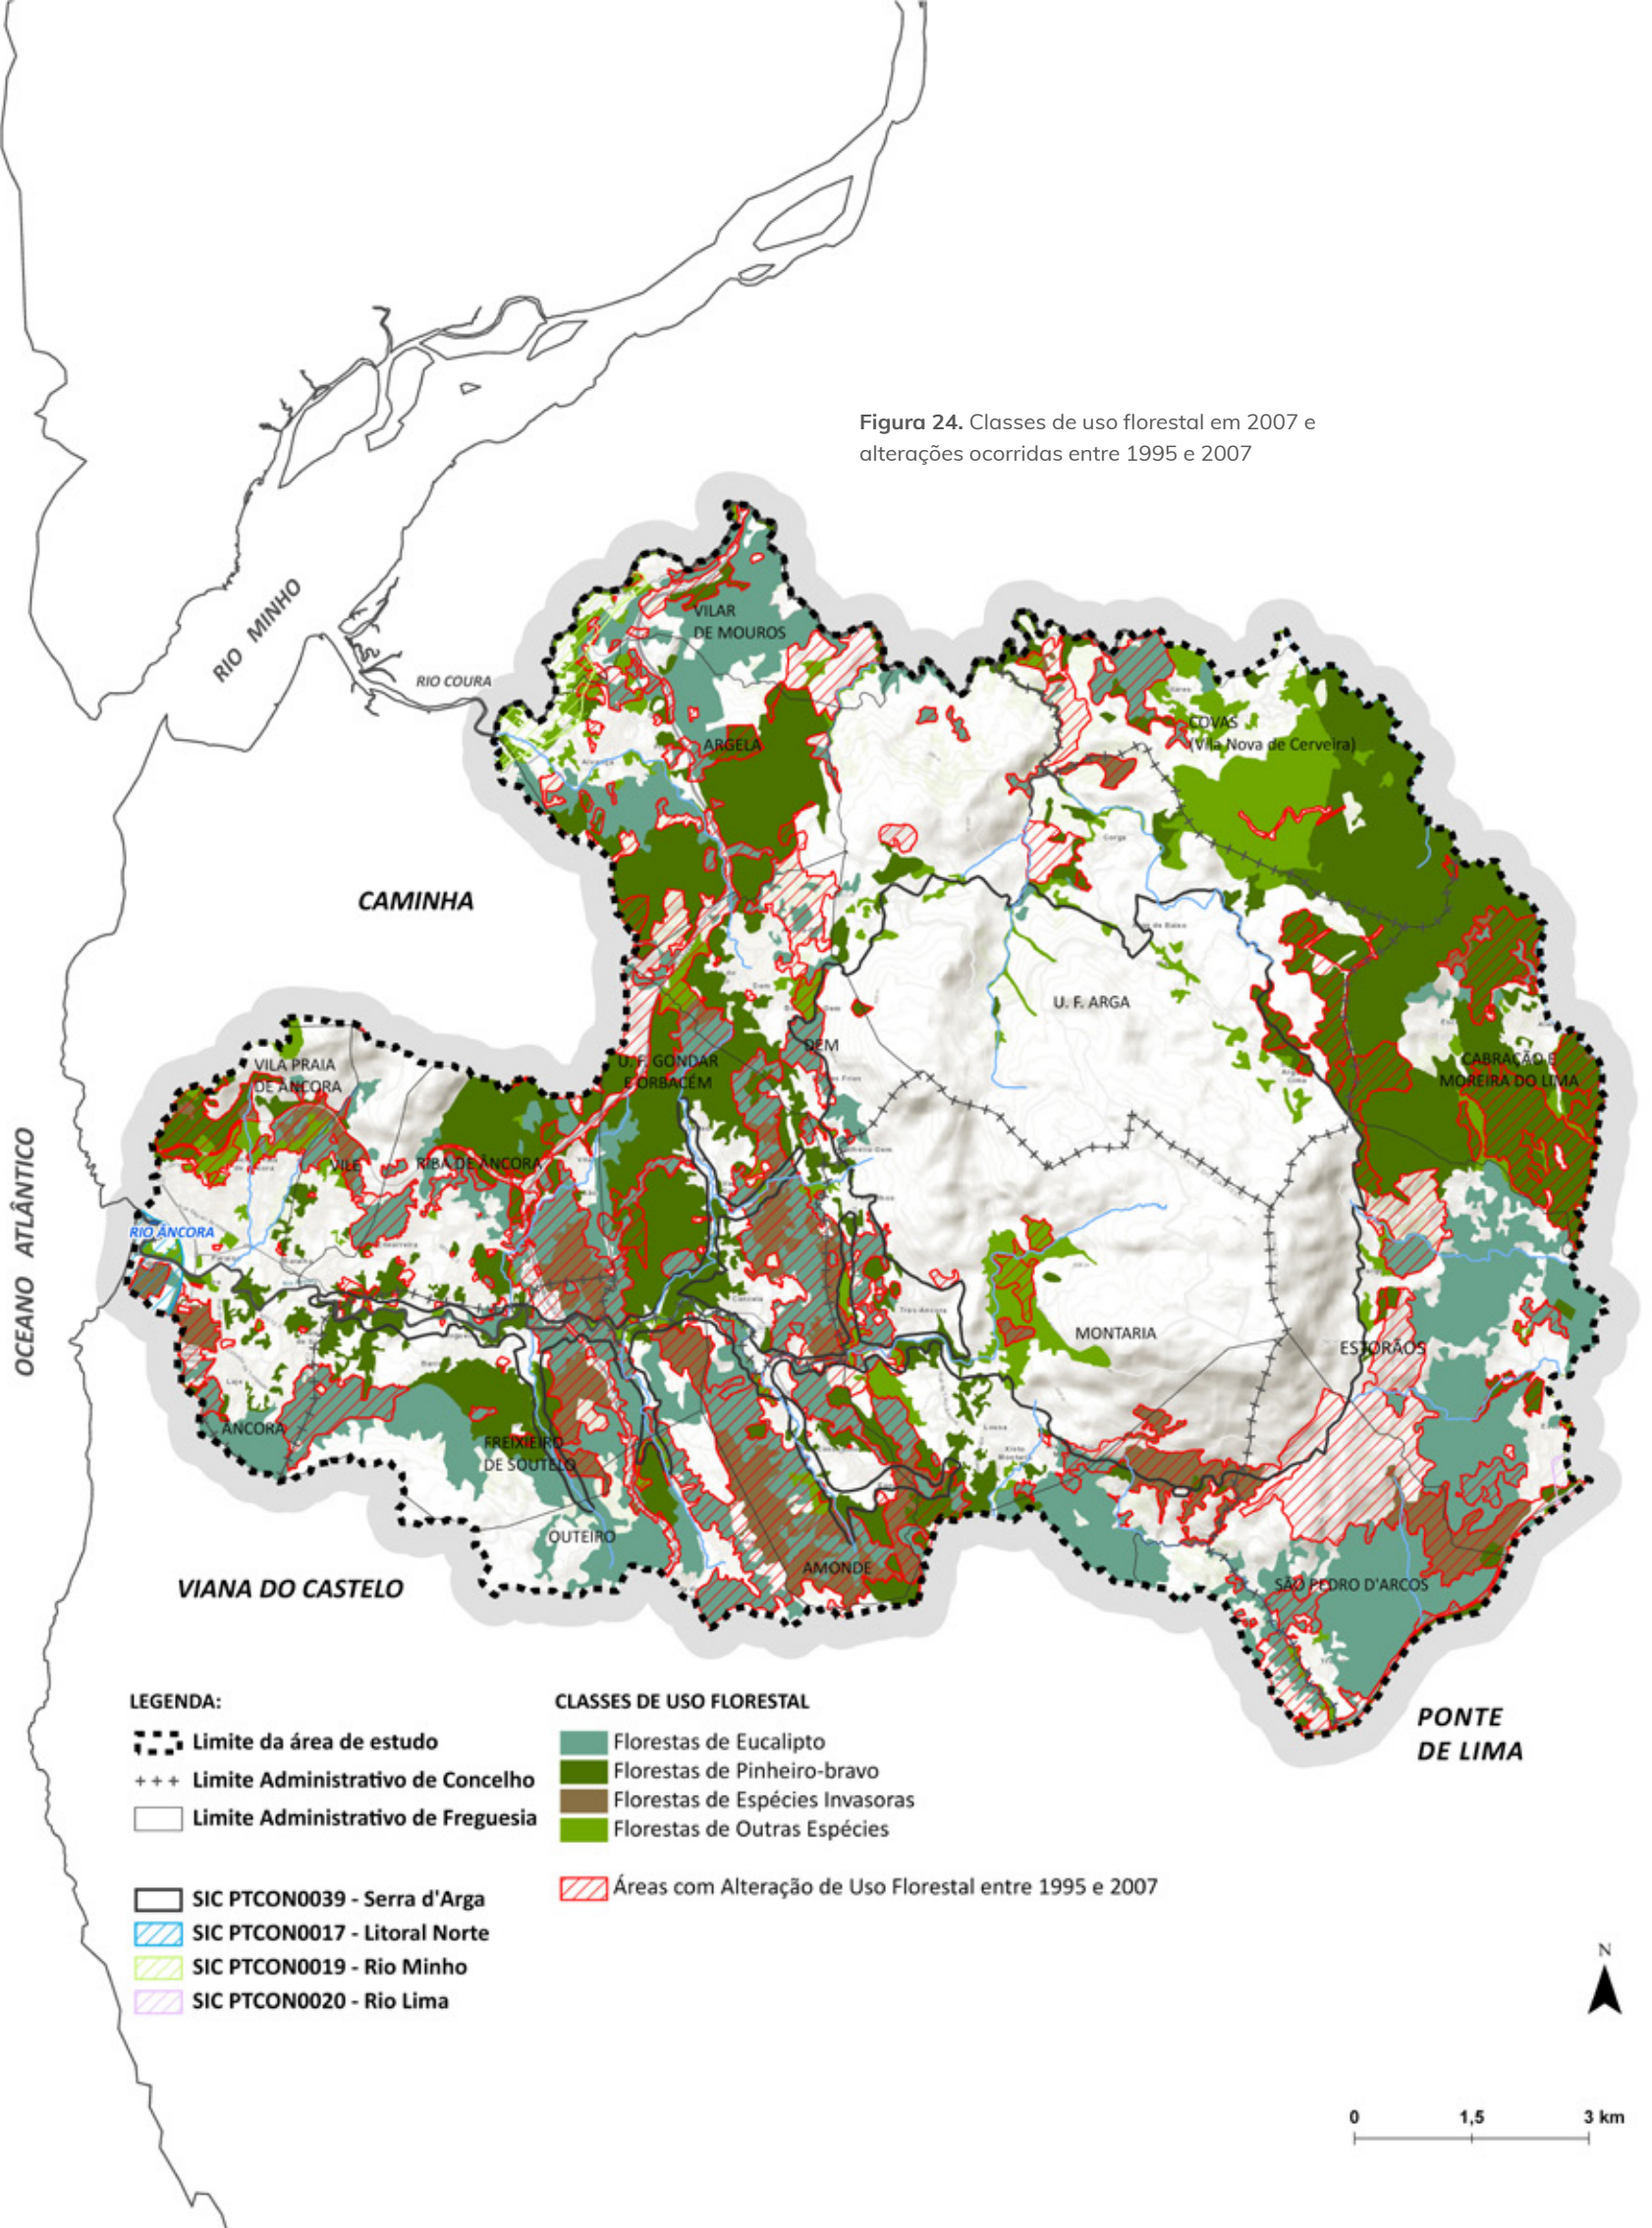 Figura 24. Classes de uso florestal em 2007 e
alterações ocorridas entre 1995 e 2007
RIO MINHO
RIO COURA
VILAR
DE MOUROS
ARGELA
COVAS
(Vila Nova de Cerveira)
CAMINHA
U. F. ARGA
DEM
U. F. GONDAR
E ORBACÉM
CABRAÇÃO E
MOREIRA DO LIMA
VILA PRAIA
DE ÂNCORA
VILE
RIBA DE ÂNCORA
OCEANO ATLÂNTICO
RIO ÂNCORA
MONTARIA
ESTORÃOS
ÂNCORA
FREIXIEIRO
DE SOUTELO
OUTEIRO
AMONDE
SÃO PEDRO D'ARCOS
VIANA DO CASTELO
PONTE
DE LIMA
LEGENDA:
Limite da área de estudo
Limite Administrativo de Concelho
Limite Administrativo de Freguesia
SIC PTCON0039 - Serra d'Arga
SIC PTCON0017 - Litoral Norte
SIC PTCON0019 - Rio Minho
SIC PTCON0020 - Rio Lima
CLASSES DE USO FLORESTAL
Florestas de Eucalipto
Florestas de Pinheiro-bravo
Florestas de Espécies Invasoras
Florestas de Outras Espécies
Áreas com Alteração de Uso Florestal entre 1995 e 2007
N
0 1,5 3 km